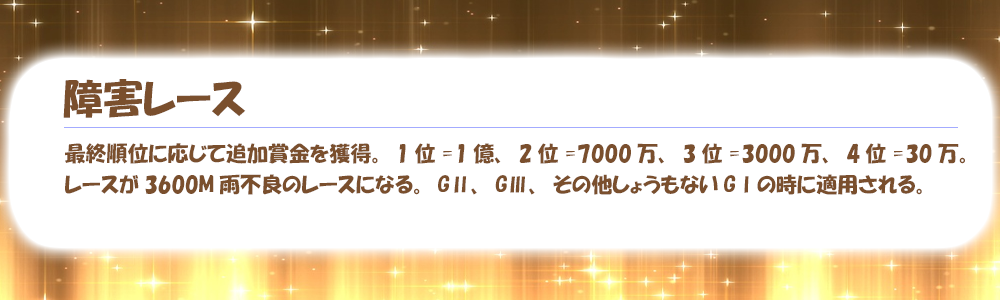 障害レース
最終順位に応じて追加賞金を獲得。 1位=1億、 2位=7000万、 3位=3000万、 4位=30万。
レースが3600M雨不良のレースになる。 GⅡ、 GⅢ、 その他しょうもないGⅠの時に適用される。